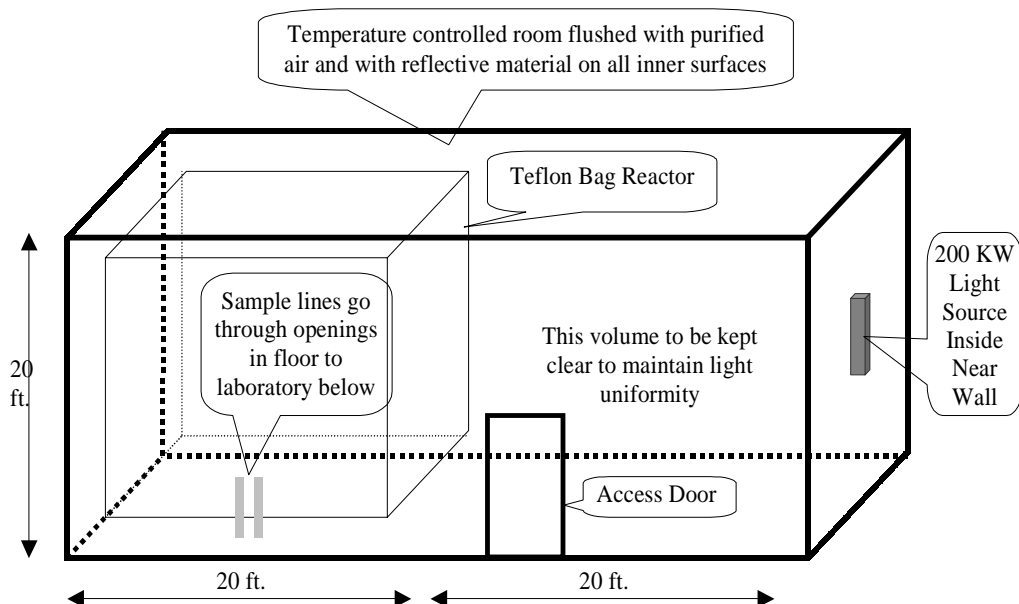 Temperature controlled room flushed with purified
air and with reflective material on all inner surfaces
Teflon Bag Reactor
200 KW
Light
Source
Inside
Near
Wall
Sample lines go
through openings
in floor to
laboratory below
This volume to be kept
clear to maintain light
uniformity
20
ft.
Access Door
20 ft.
20 ft.